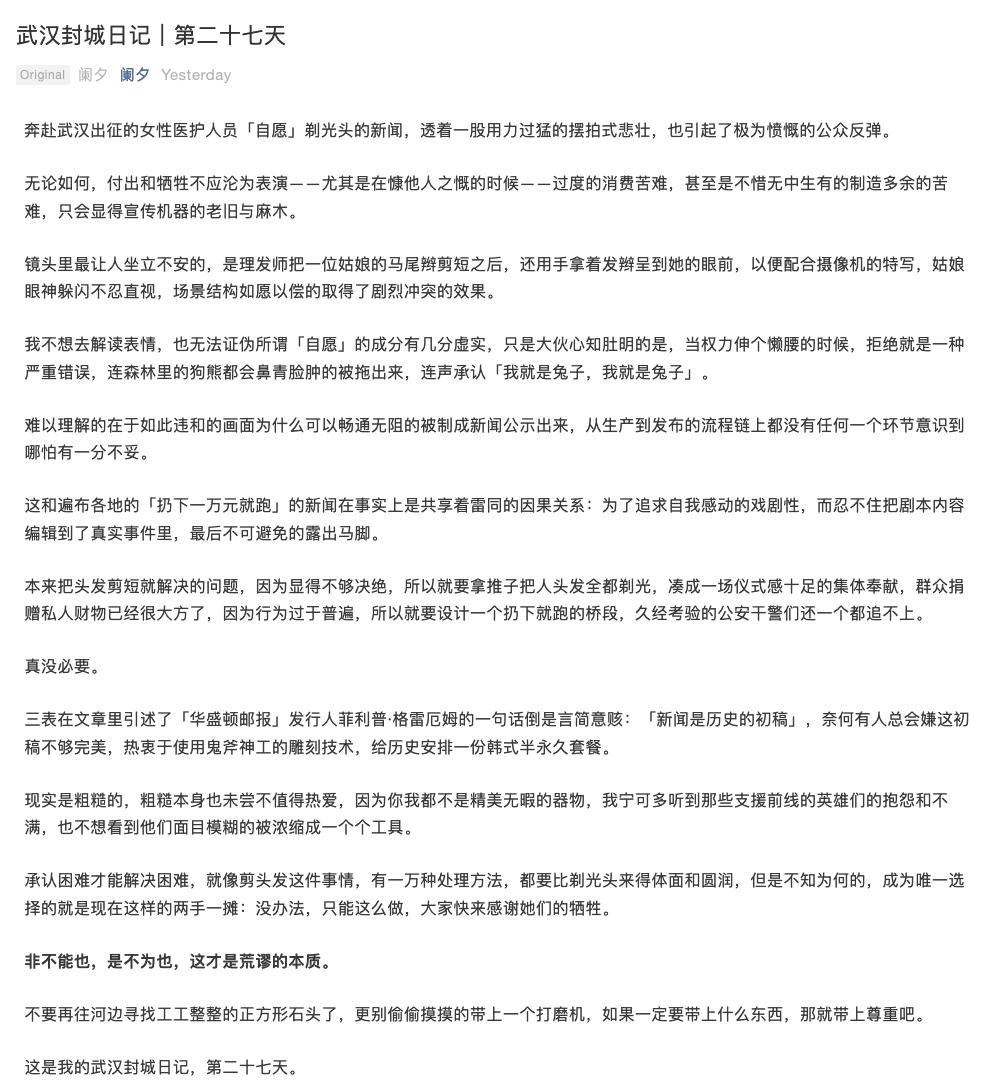 武汉封城日记 | 第二十七天
Original 阑夕 阑夕 Yesterday
奔赴武汉出征的女性医护人员「自愿」剃光头的新闻，透着一股用力过猛的摆拍式悲壮，也引起了极为愤慨的公众反弹。
无论如何，付出和牺牲不应沦为表演——尤其是在慷他人之慨的时候——过度的消费苦难，甚至是不惜无中生有的制造多余的苦
难，只会显得宣传机器的老旧与麻木。
镜头里最让人坐立不安的，是理发师把一位姑娘的马尾辫剪短之后，还用手拿着发辫呈到她的眼前，以便配合摄像机的特写，姑娘
眼神躲闪不忍直视，场景结构如愿以偿的取得了剧烈冲突的效果。
我不想去解读表情，也无法证伪所谓「自愿」的成分有几分虚实，只是大伙心知肚明的是，当权力伸个懒腰的时候，拒绝就是一种
严重错误，连森林里的狗熊都会鼻青脸肿的被拖出来，连声承认「我就是兔子，我就是兔子」。
难以理解的在于如此违和的画面为什么可以畅通无阻的被制成新闻公示出来，从生产到发布的流程链上都没有任何一个环节意识到
哪怕有一分不妥。
这和遍布各地的「扔下一万元就跑」的新闻在事实上是共享着雷同的因果关系：为了追求自我感动的戏剧性，而忍不住把剧本内容
编辑到了真实事件里，最后不可避免的露出马脚。
本来把头发剪短就解决的问题，因为显得不够决绝，所以就要拿推子把人头发全都剃光，凑成一场仪式感十足的集体奉献，群众捐
赠私人财物已经很大方了，因为行为过于普遍，所以就要设计一个扔下就跑的桥段，久经考验的公安干警们还一个都追不上。
真没必要。
三表在文章里引述了「华盛顿邮报」发行人菲利普·格雷厄姆的一句话倒是言简意赅：「新闻是历史的初稿」，奈何有人总会嫌这初
稿不够完美，热衷于使用鬼斧神工的雕刻技术，给历史安排一份韩式半永久套餐。
现实是粗糙的，粗糙本身也未尝不值得热爱，因为你我都不是精美无暇的器物，我宁可多听到那些支援前线的英雄们的抱怨和不
满，也不想看到他们面目模糊的被浓缩成一个个工具。
承认困难才能解决困难，就像剪头发这件事情，有一万种处理方法，都要比剃光头来得体面和圆润，但是不知为何的，成为唯一选
择的就是现在这样的两手一摊：没办法，只能这么做，大家快来感谢她们的牺牲。
非不能也，是不为也，这才是荒谬的本质。
不要再往河边寻找工工整整的正方形石头了，更别偷偷摸摸的带上一个打磨机，如果一定要带上什么东西，那就带上尊重吧。
这是我的武汉封城日记，第二十七天。